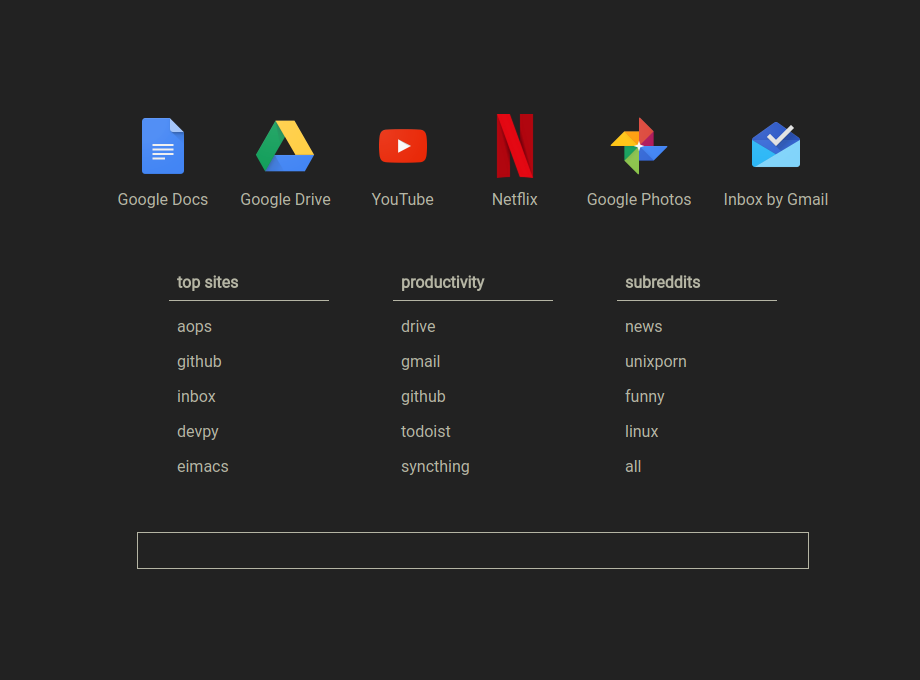 Google Docs Google Drive YouTube Netflix Google Photos Inbox by Gmail
top sites productivity subreddits
aops drive news
github gmail unixporn
inbox github funny
devpy todoist linux
eimacs syncthing all